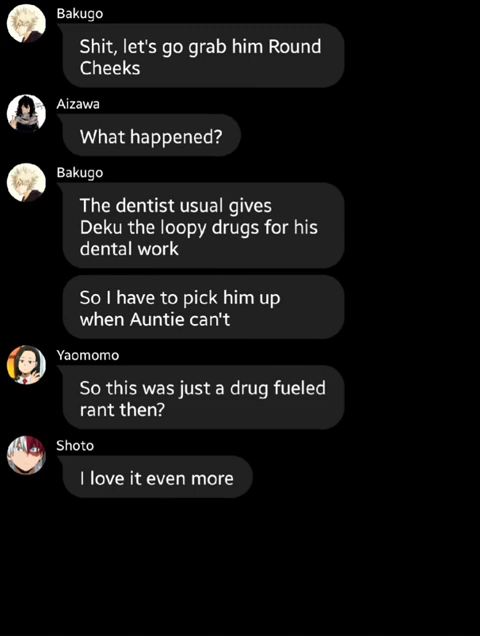 Bakugo
Shit, let's go grab him Round
Cheeks
Aizawa
What happened?
Bakugo
The dentist usual gives
Deku the loopy drugs for his
dental work
So I have to pick him up
when Auntie can't
Yaomomo
So this was just a drug fueled
rant then?
Shoto
I love it even more